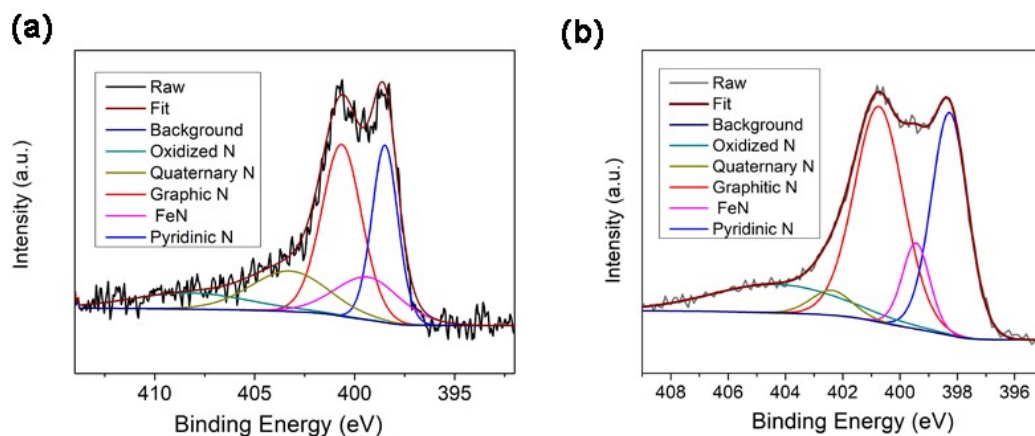 (a)
Intensity (a.u.)
Raw
Fit
Background
Oxidized N
Quaternary N
Graphic N
FeN
Pyridinic N
410 405 400 395
Binding Energy (eV)
(b)
Intensity (a.u.)
Raw
Fit
Background
Oxidized N
Quaternary N
Graphitic N
FeN
Pyridinic N
408 406 404 402 400 398 396
Binding Energy (eV)